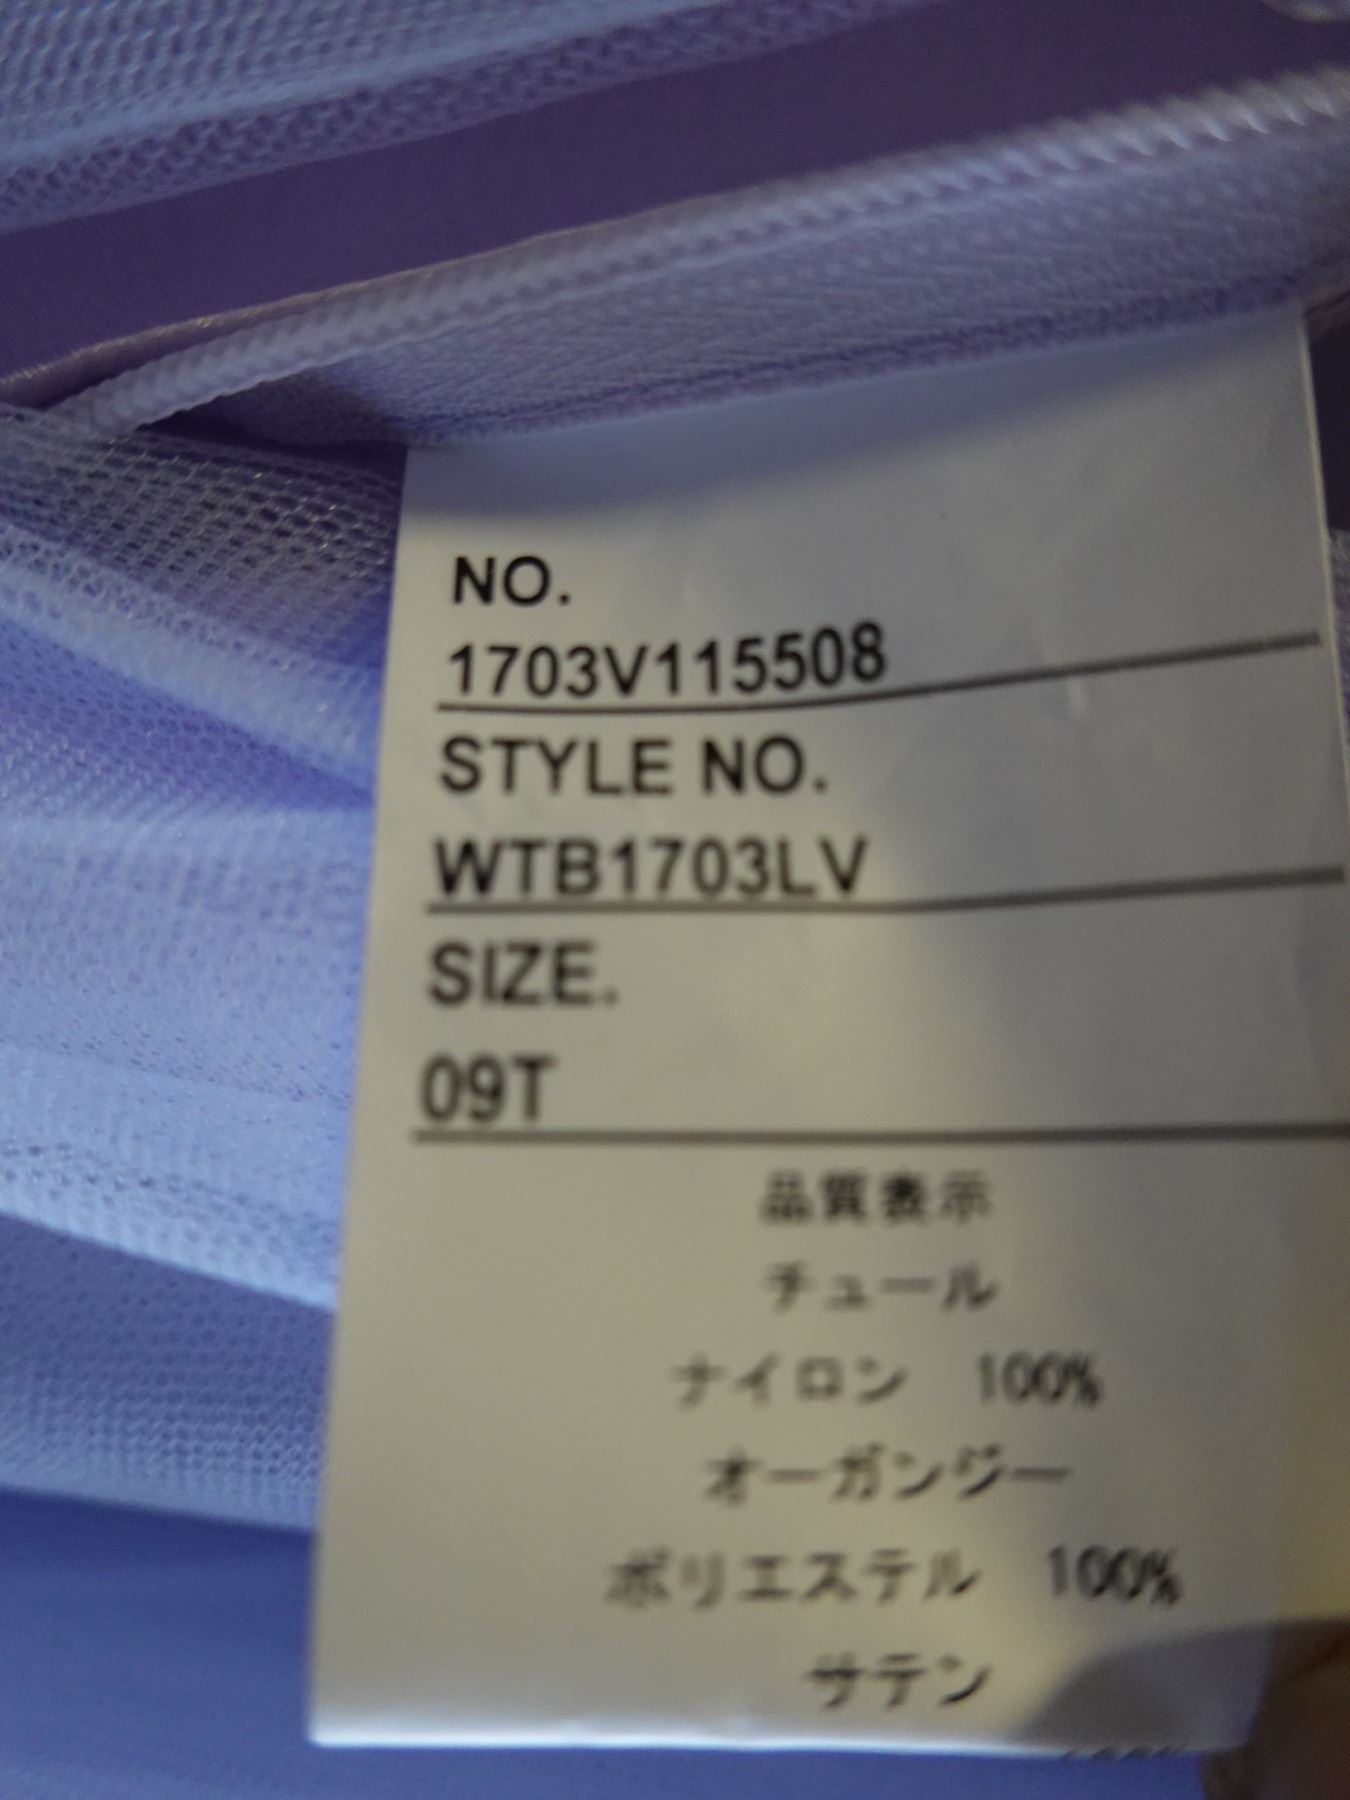 NO.
1703V115508
STYLE NO.
WTB1703LV
SIZE.
09T
品質表示
チュール
ナイロン　100%
オーガンジー
ポリエステル　100%
サテン